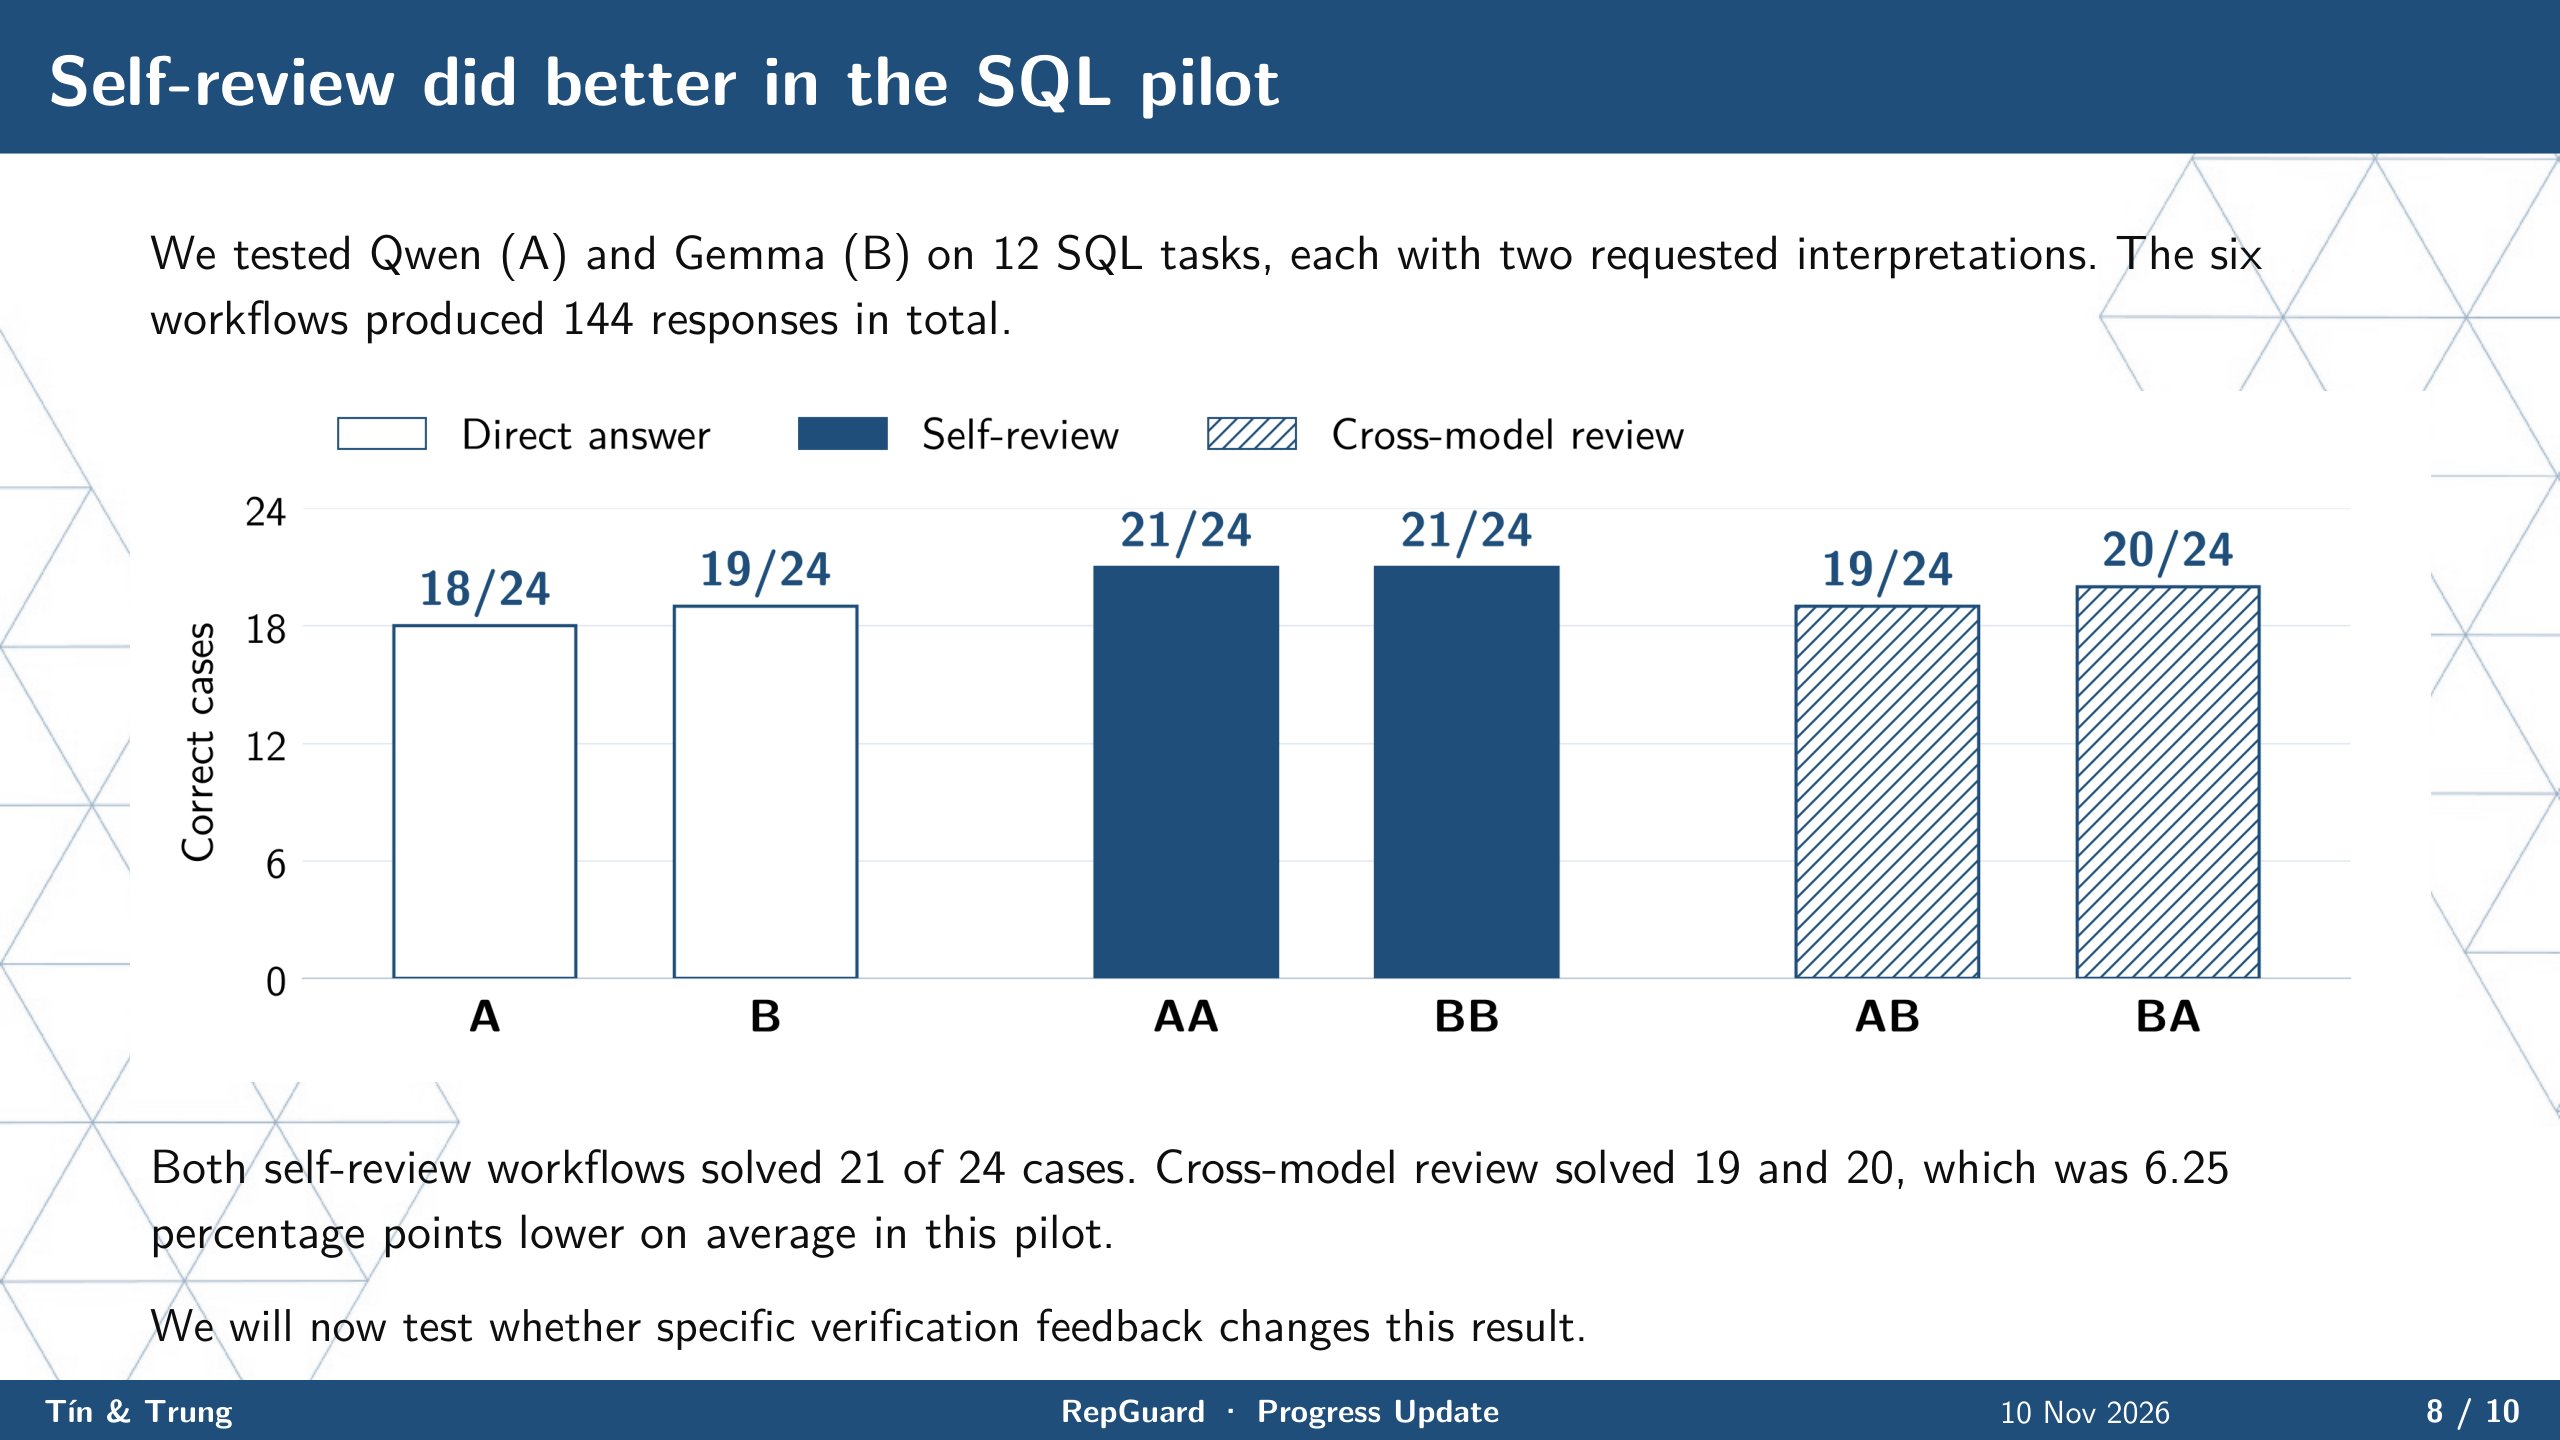 Self-review did better in the SQL pilot
We tested Qwen (A) and Gemma (B) on 12 SQL tasks, each with two requested interpretations. The six
workflows produced 144 responses in total.
Direct answer
Self-review
Cross-model review
Correct cases
24
18
12
6
0
18/24
19/24
21/24
21/24
19/24
20/24
A
B
AA
BB
AB
BA
Both self-review workflows solved 21 of 24 cases. Cross-model review solved 19 and 20, which was 6.25
percentage points lower on average in this pilot.
We will now test whether specific verification feedback changes this result.
Tín & Trung
RepGuard · Progress Update
10 Nov 2026
8 / 10